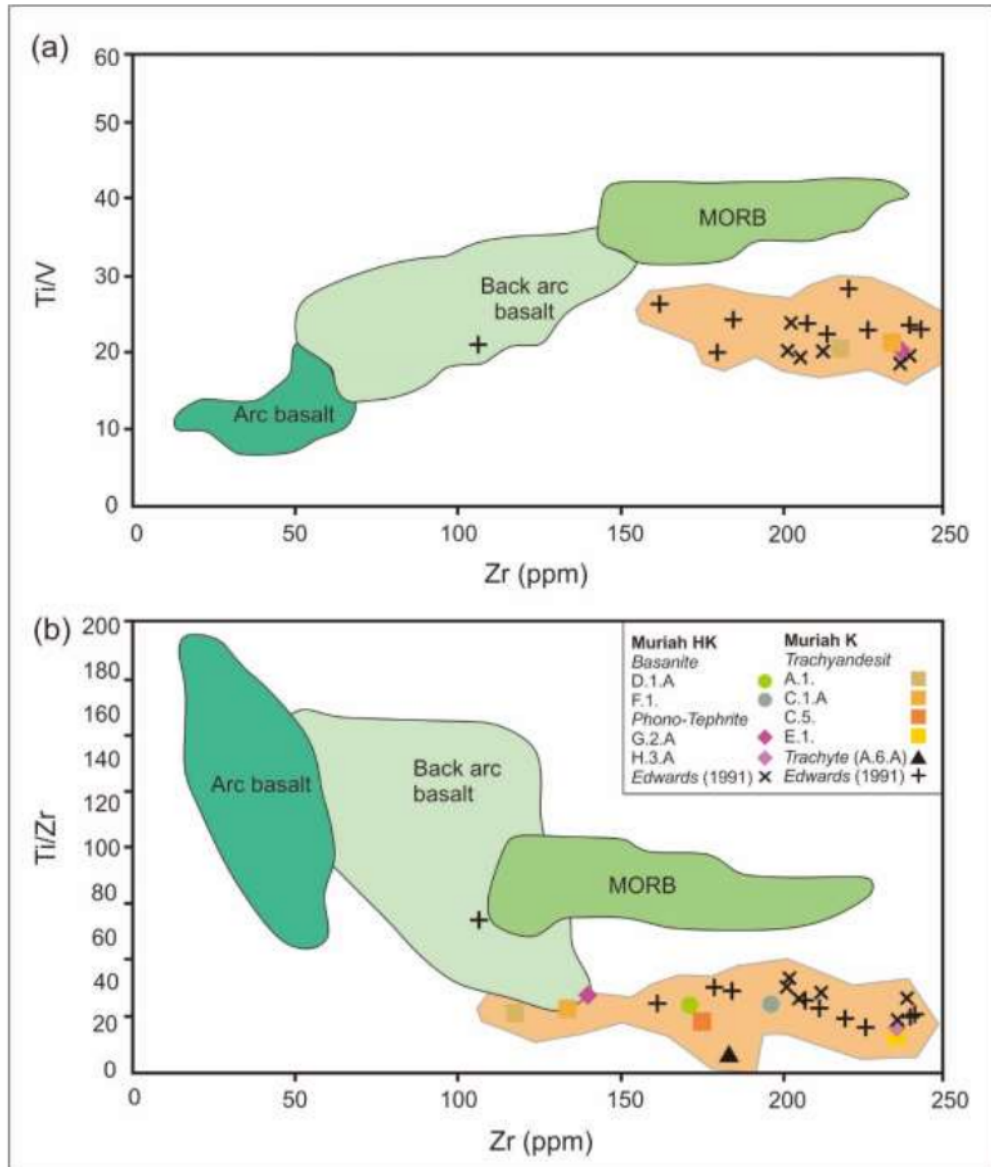 (a)
60
50
40
30
20
10
0
Ti/V
MORB
Back arc
basalt
Arc basalt
0 50 100 150 200 250
Zr (ppm)
(b)
200
180
160
140
120
100
80
60
40
20
0
Ti/Zr
Arc basalt
Back arc
basalt
MORB
Muriah HK Muriah K
Basanite Trachyandesit
D.1.A A.1.
F.1. C.1.A
Phono-Tephrite C.5.
G.2.A E.1.
H.3.A Trachyte (A.6.A)
Edwards (1991) Edwards (1991)
0 50 100 150 200 250
Zr (ppm)